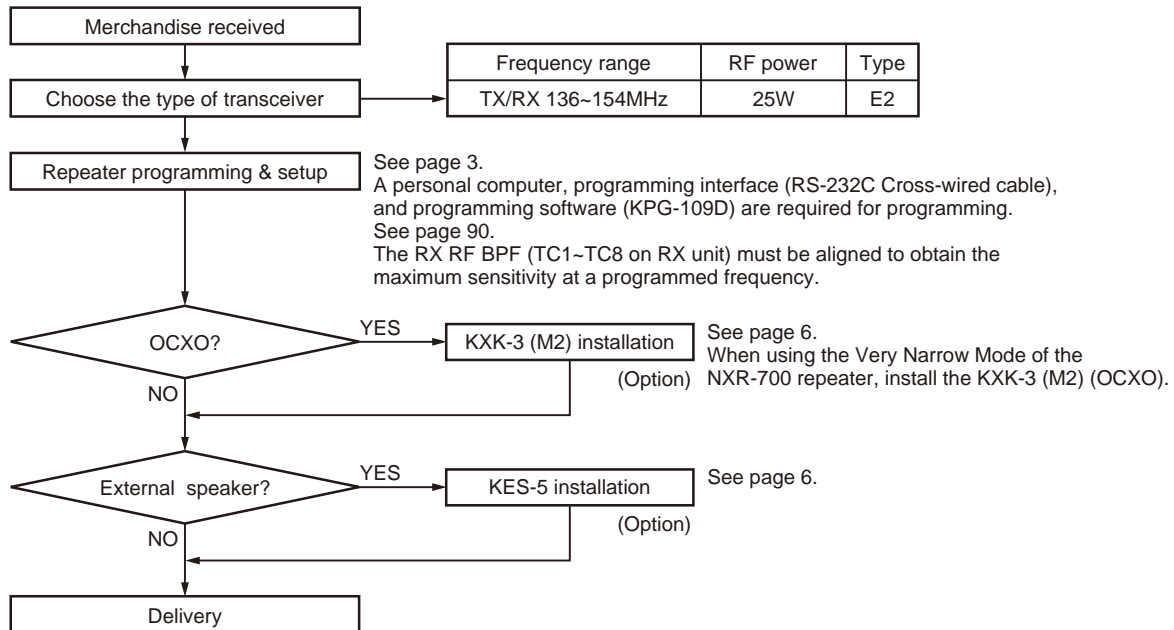 Merchandise received
Choose the type of transceiver
Frequency range RF power Type
TX/RX 136~154MHz 25W E2
Repeater programming & setup
See page 3.
A personal computer, programming interface (RS-232C Cross-wired cable),
and programming software (KPG-109D) are required for programming.
See page 90.
The RX RF BPF (TC1~TC8 on RX unit) must be aligned to obtain the
maximum sensitivity at a programmed frequency.
OCXO?
YES
KXK-3 (M2) installation
(Option)
See page 6.
When using the Very Narrow Mode of the
NXR-700 repeater, install the KXK-3 (M2) (OCXO).
NO
External speaker?
YES
KES-5 installation
(Option)
See page 6.
NO
Delivery